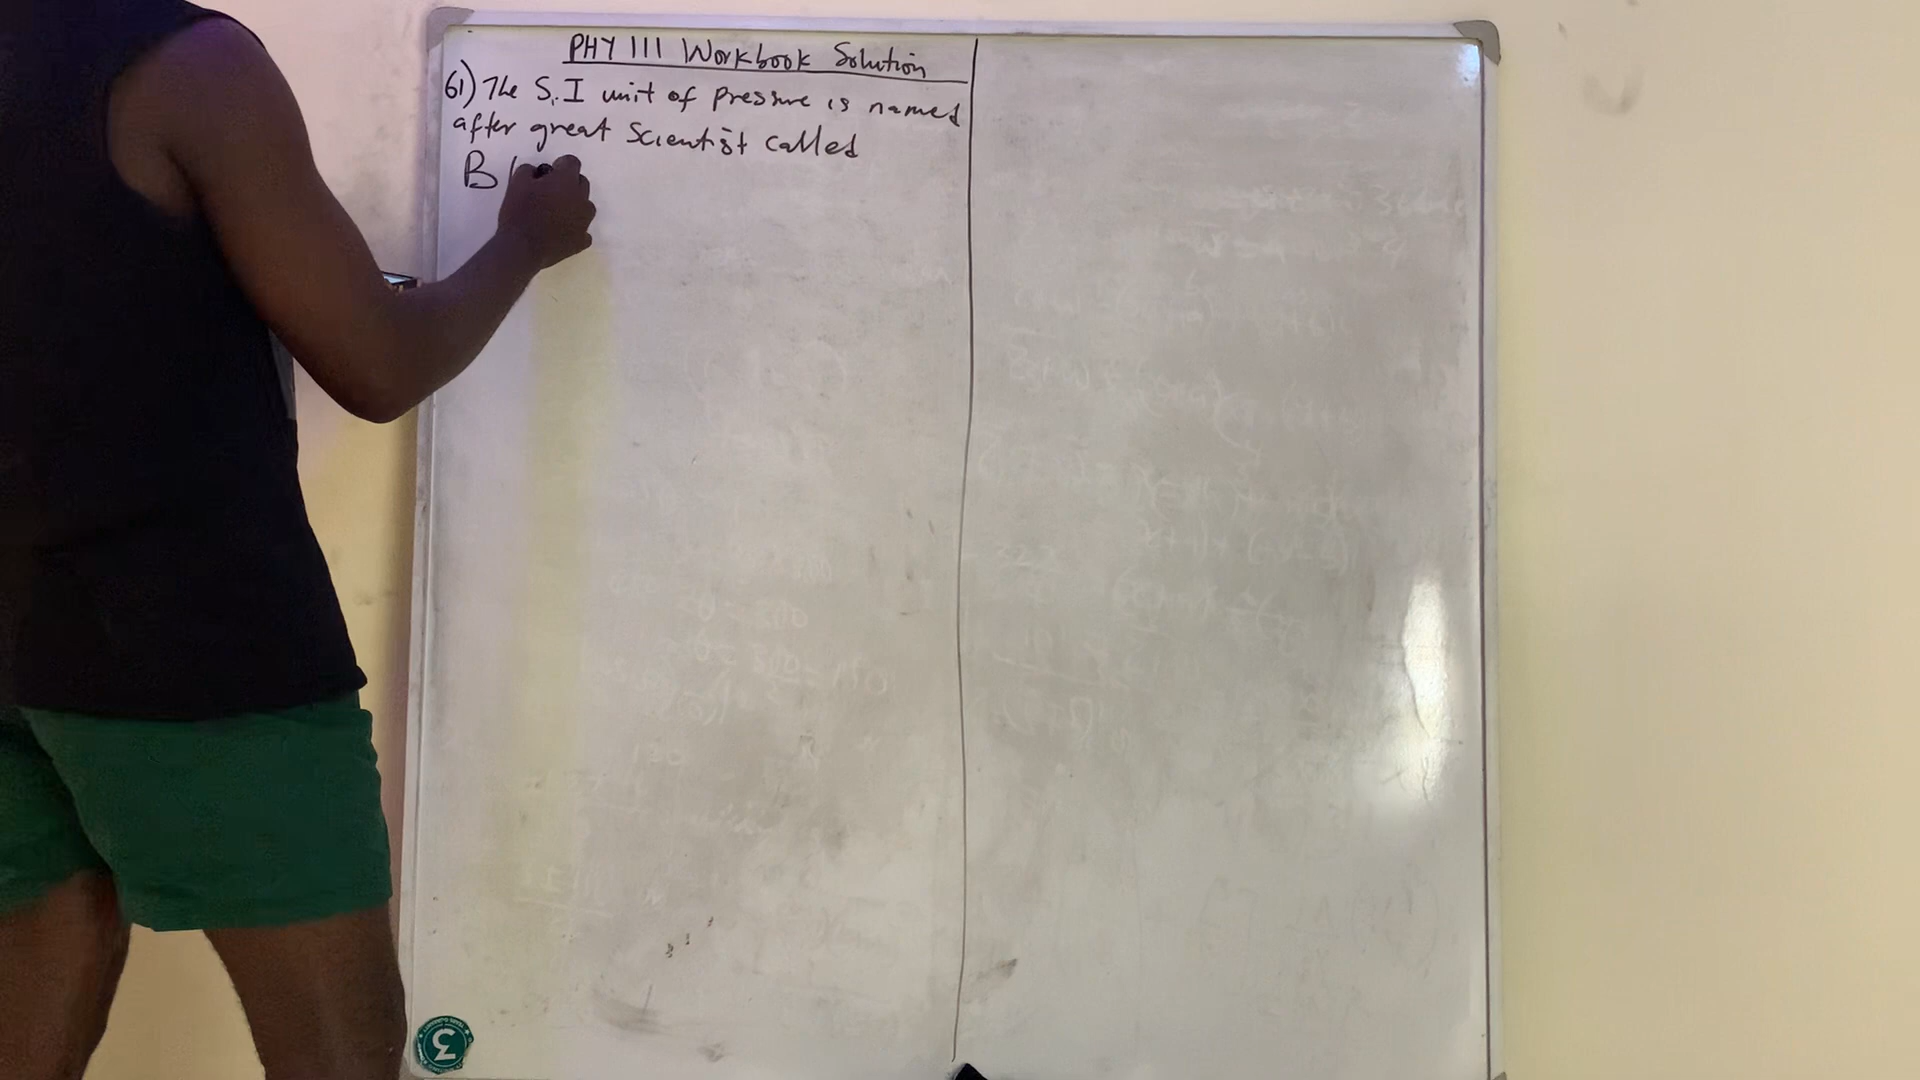 PHY 111 Workbook Solution
61) The S.I unit of pressure is named
after great Scientist called
B